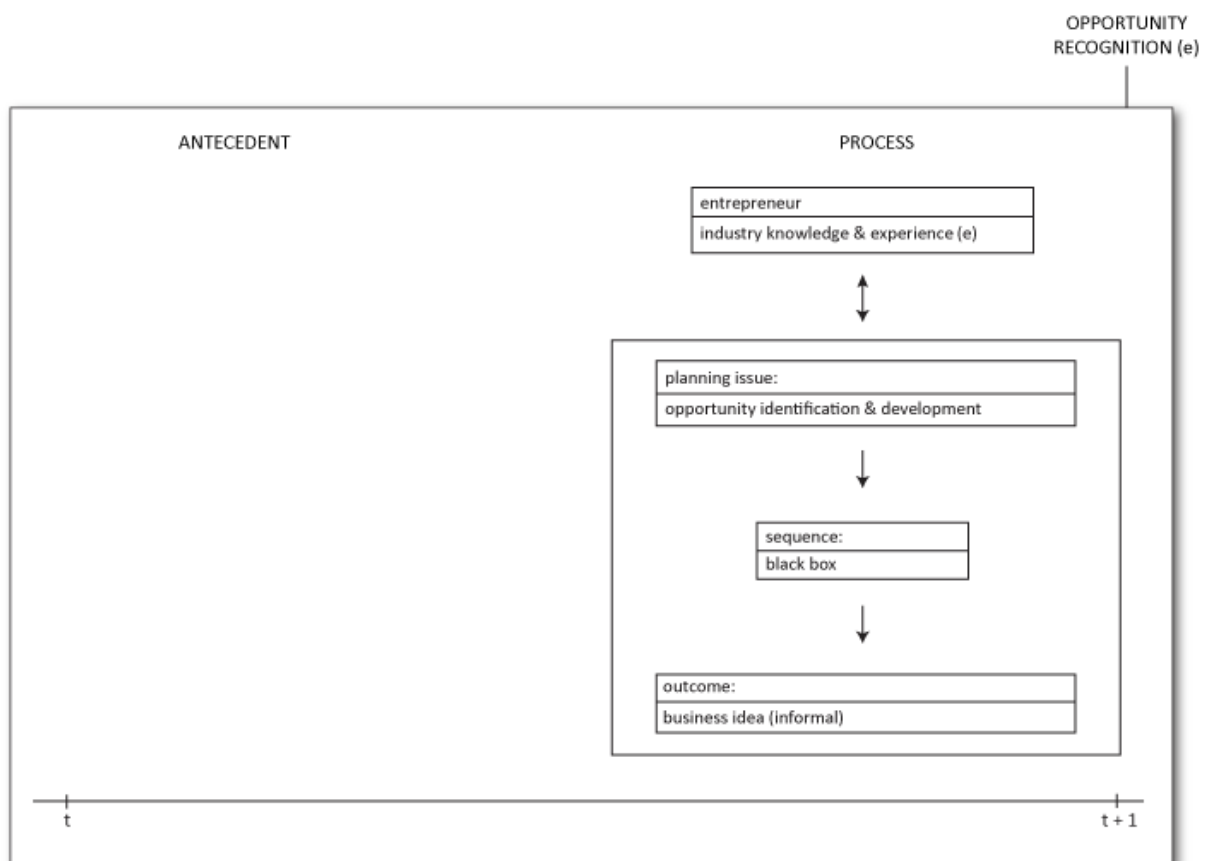 OPPORTUNITY
RECOGNITION (e)
ANTECEDENT
PROCESS
entrepreneur
industry knowledge & experience (e)
planning issue:
opportunity identification & development
sequence:
black box
outcome:
business idea (informal)
t
t + 1